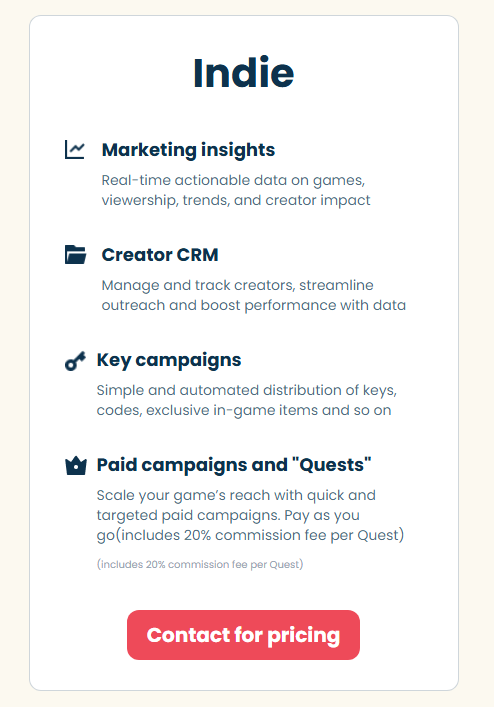 Indie
Marketing insights
Real-time actionable data on games,
viewership, trends, and creator impact
Creator CRM
Manage and track creators, streamline
outreach and boost performance with data
Key campaigns
Simple and automated distribution of keys,
codes, exclusive in-game items and so on
Paid campaigns and "Quests"
Scale your game’s reach with quick and
targeted paid campaigns. Pay as you
go(includes 20% commission fee per Quest)
(includes 20% commission fee per Quest)
Contact for pricing